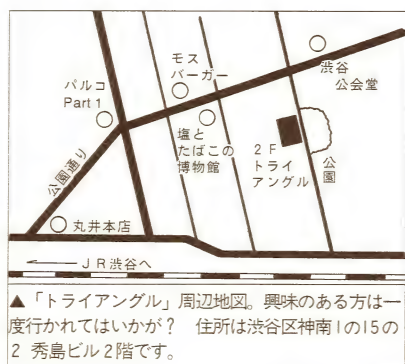 モス
バーガー
渋谷
公会堂
パルコ
Part 1
塩と
たばこの
博物館
2F
トライ
アングル
公園
公園通り
丸井本店
←JR渋谷へ
▲「トライアングル」周辺地図。興味のある方は一
度行かれてはいかが? 住所は渋谷区神南1の15の
2 秀島ビル2階です。